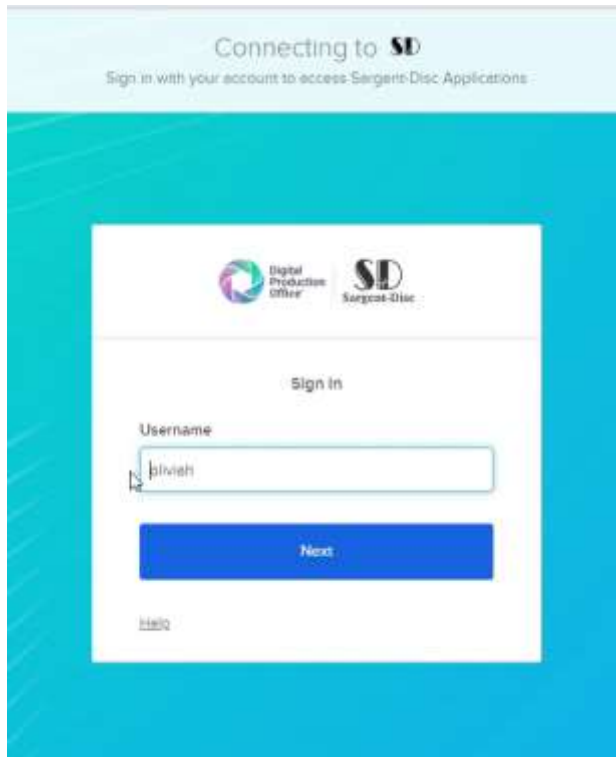 Connecting to SD
Sign in with your account to access Sargent-Disc Applications
Digital
Production
Office
SD
Sargent-Disc
Sign In
Username
oliviah
Next
Help